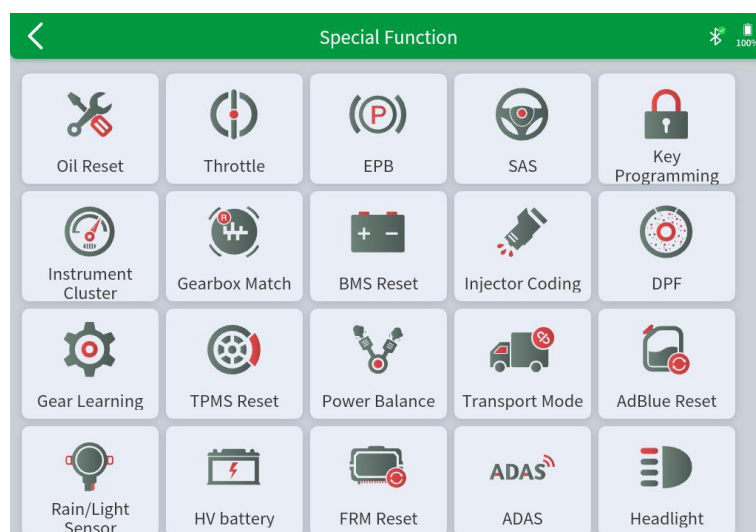 Special Function
100%
Oil Reset
Throttle
P
EPB
SAS
Key
Programming
Instrument
Cluster
R
Gearbox Match
+ -
BMS Reset
Injector Coding
DPF
Gear Learning
TPMS Reset
Power Balance
Transport Mode
AdBlue Reset
Rain/Light
Sensor
HV battery
FRM Reset
ADAS
ADAS
Headlight